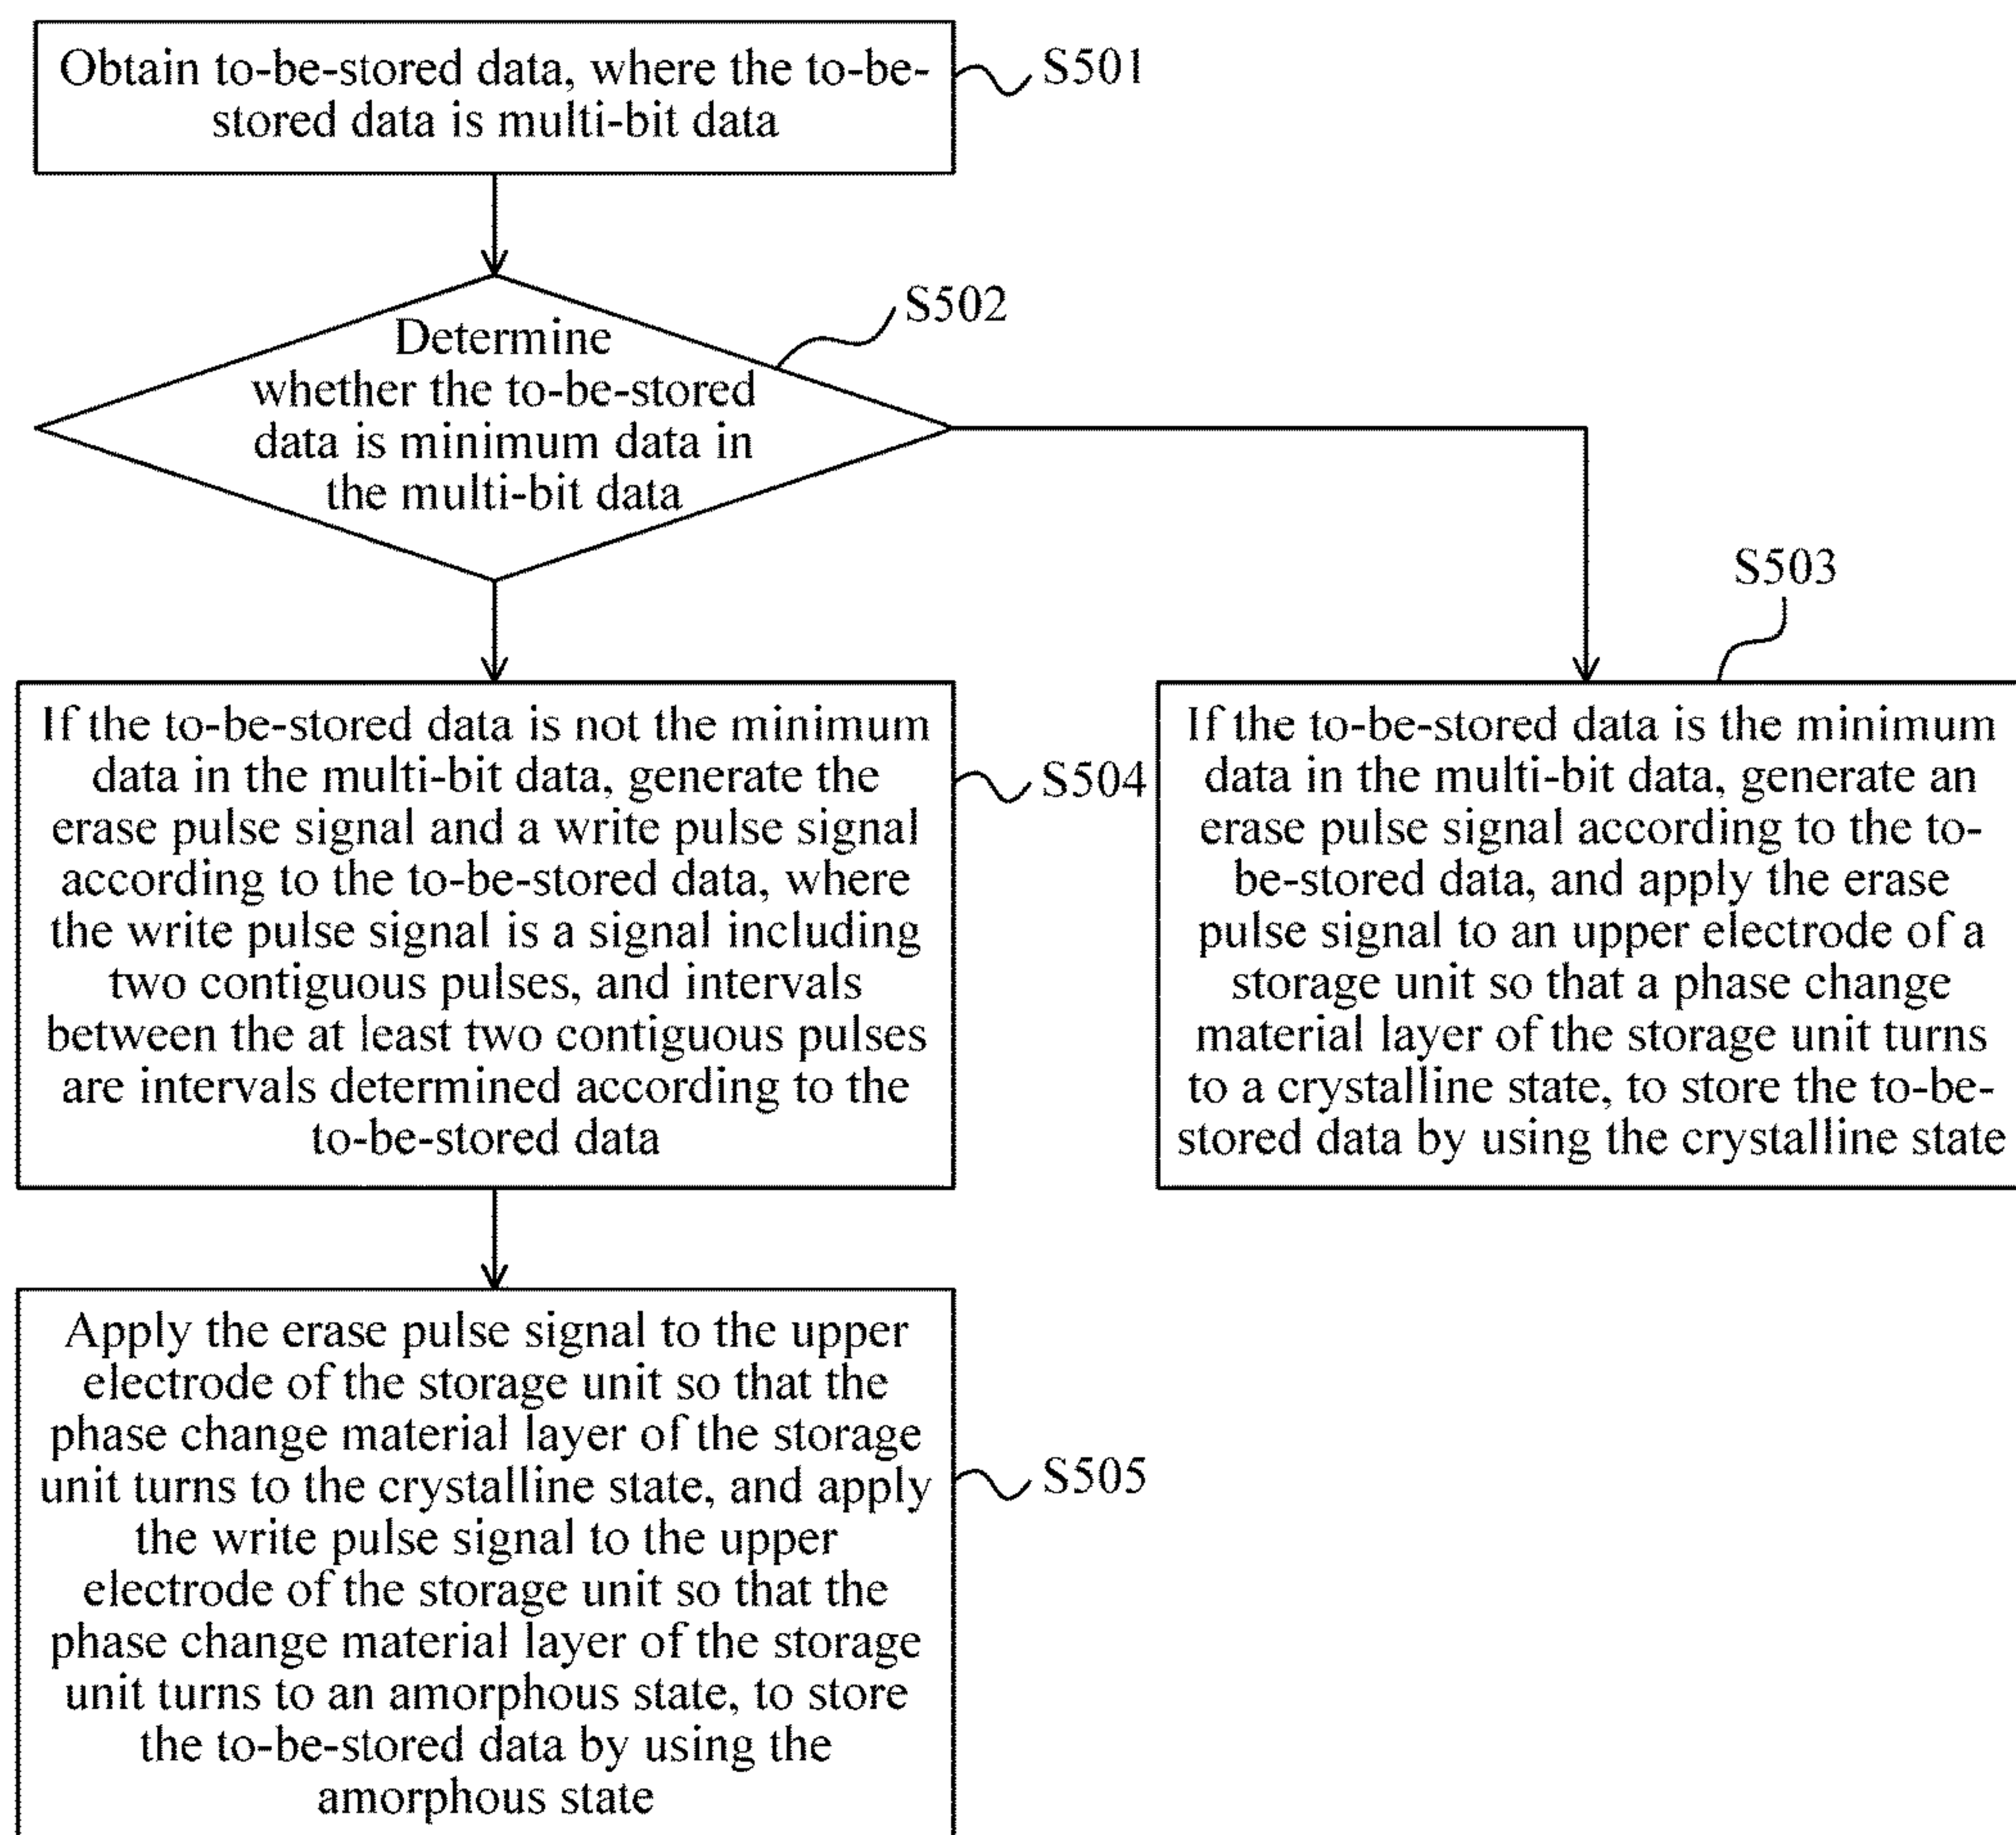 Obtain to-be-stored data, where the to-be-
stored data is multi-bit data
S501
Determine
whether the to-be-stored
data is minimum data in
the multi-bit data
S502
S503
If the to-be-stored data is the minimum
data in the multi-bit data, generate an
erase pulse signal according to the to-
be-stored data, and apply the erase
pulse signal to an upper electrode of a
storage unit so that a phase change
material layer of the storage unit turns
to a crystalline state, to store the to-be-
stored data by using the crystalline state
If the to-be-stored data is not the minimum
data in the multi-bit data, generate the
erase pulse signal and a write pulse signal
according to the to-be-stored data, where
the write pulse signal is a signal including
two contiguous pulses, and intervals
between the at least two contiguous pulses
are intervals determined according to the
to-be-stored data
S504
Apply the erase pulse signal to the upper
electrode of the storage unit so that the
phase change material layer of the storage
unit turns to the crystalline state, and apply
the write pulse signal to the upper
electrode of the storage unit so that the
phase change material layer of the storage
unit turns to an amorphous state, to store
the to-be-stored data by using the
amorphous state
S505